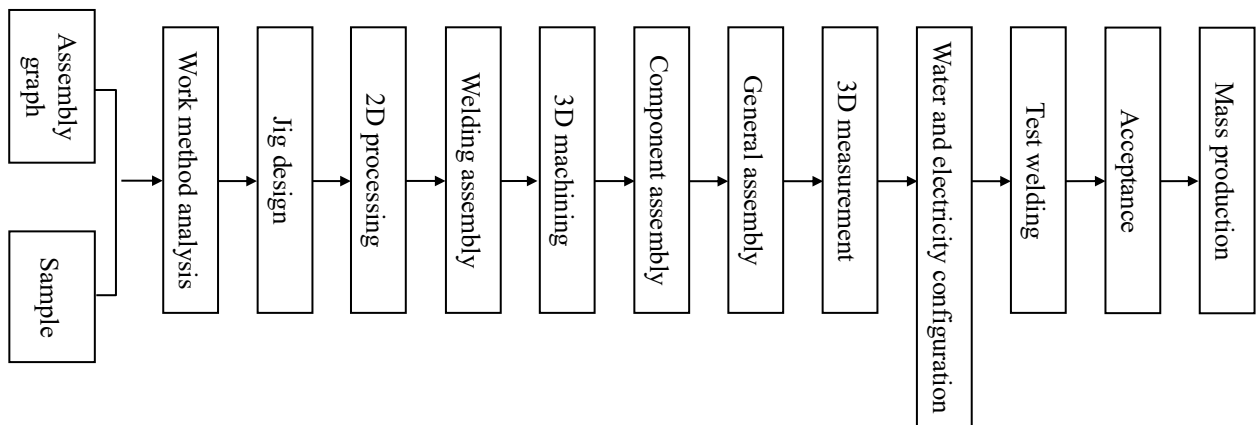 Assembly
graph
Sample
Work method analysis
Jig design
2D processing
Welding assembly
3D machining
Component assembly
General assembly
3D measurement
Water and electricity configuration
Test welding
Acceptance
Mass production